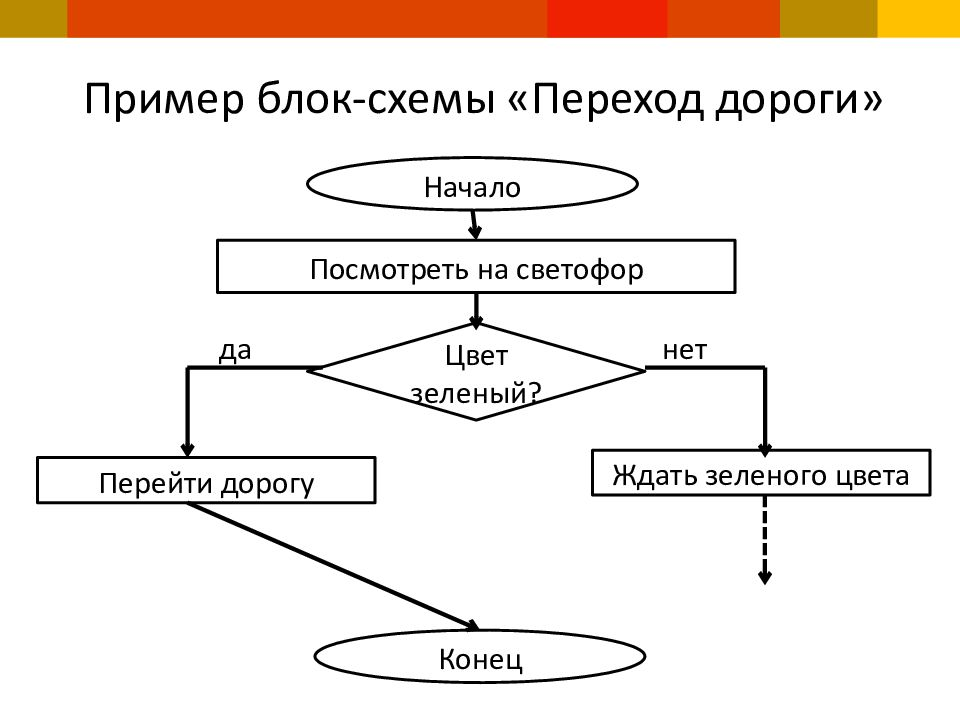 Пример блок-схемы «Переход дороги»
Начало
Посмотреть на светофор
Цвет
зеленый?
да
нет
Перейти дорогу
Ждать зеленого цвета
Конец